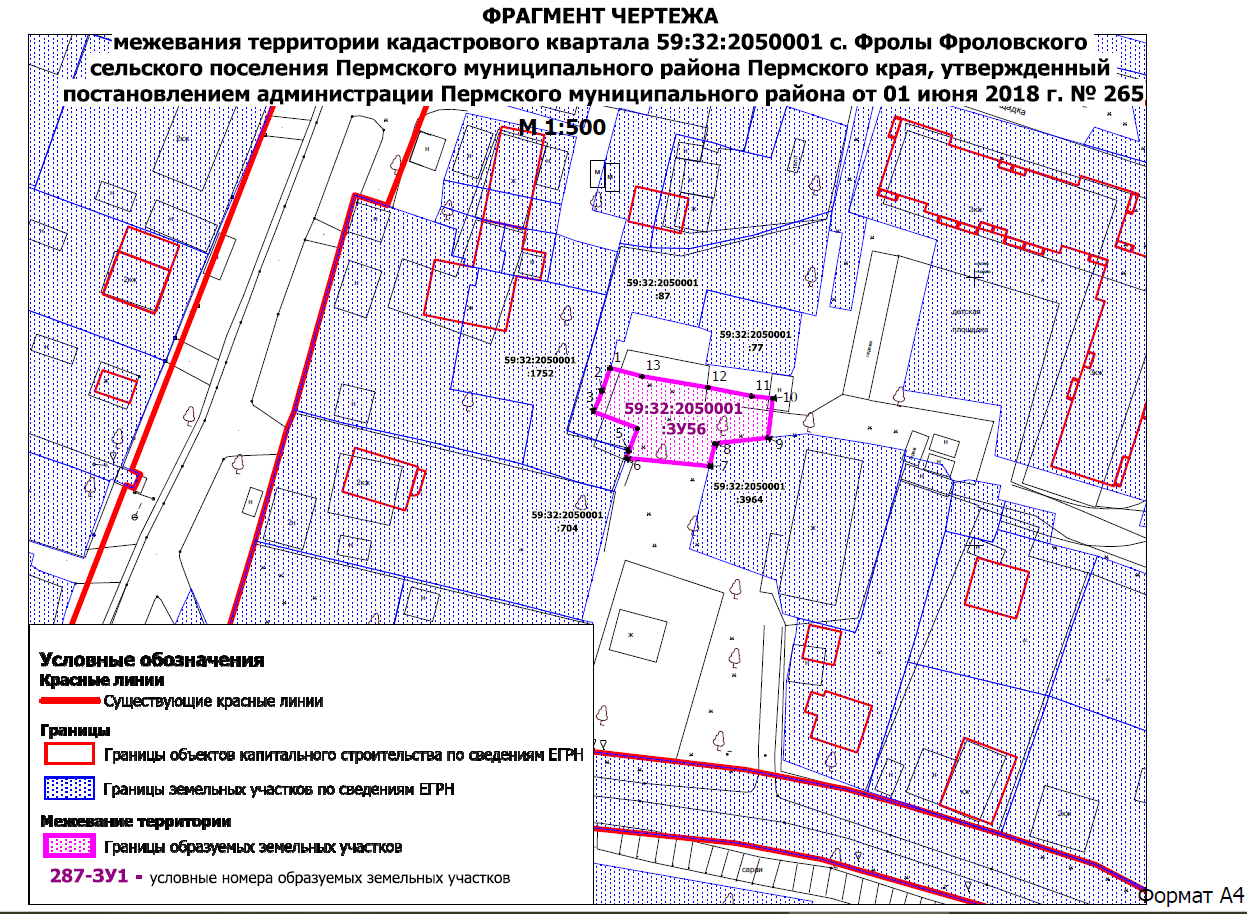 ФРАГМЕНТ ЧЕРТЕЖА
межевания территории кадастрового квартала 59:32:2050001 с. Фролы Фроловского
сельского поселения Пермского муниципального района Пермского края, утвержденный
постановлением администрации Пермского муниципального района от 01 июня 2018 г. № 265
М 1:500
59:32:2050001
:87
59:32:2050001
:77
59:32:2050001
:1752
детская
площадка
1
13
2
12
11
10
59:32:2050001
:ЗУ56
5
9
8
6
7
59:32:2050001
:3964
59:32:2050001
:704
Условные обозначения
Красные линии
Существующие красные линии
Границы
Границы объектов капитального строительства по сведениям ЕГРН
Границы земельных участков по сведениям ЕГРН
Межевание территории
Границы образуемых земельных участков
287-ЗУ1 - условные номера образуемых земельных участков
сараи
Формат А4